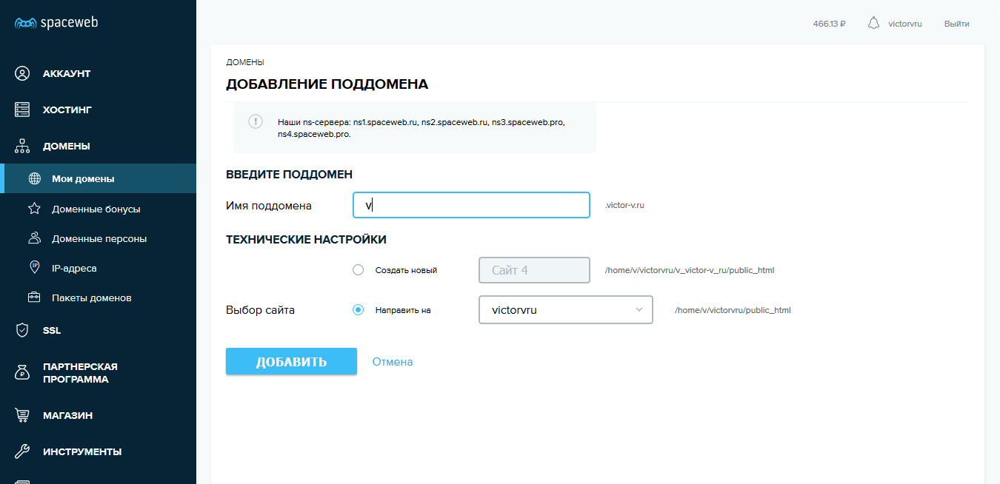 spaceweb
466.13 ₽
victorvru
Выйти
АККАУНТ
ХОСТИНГ
ДОМЕНЫ
Мои домены
Доменные бонусы
Доменные персоны
IP
IP-адреса
Пакеты доменов
SSL
ПАРТНЕРСКАЯ
ПРОГРАММА
МАГАЗИН
ИНСТРУМЕНТЫ
ДОМЕНЫ
ДОБАВЛЕНИЕ ПОДДОМЕНА
Наши ns-сервера: ns1.spaceweb.ru, ns2.spaceweb.ru, ns3.spaceweb.pro,
ns4.spaceweb.pro.
ВВЕДИТЕ ПОДДОМЕН
Имя поддомена
v
.victor-v.ru
ТЕХНИЧЕСКИЕ НАСТРОЙКИ
Создать новый
Сайт 4
/home/v/victorvru/v_victor-v_ru/public_html
Выбор сайта
Направить на
victorvru
/home/v/victorvru/public_html
ДОБАВИТЬ
Отмена